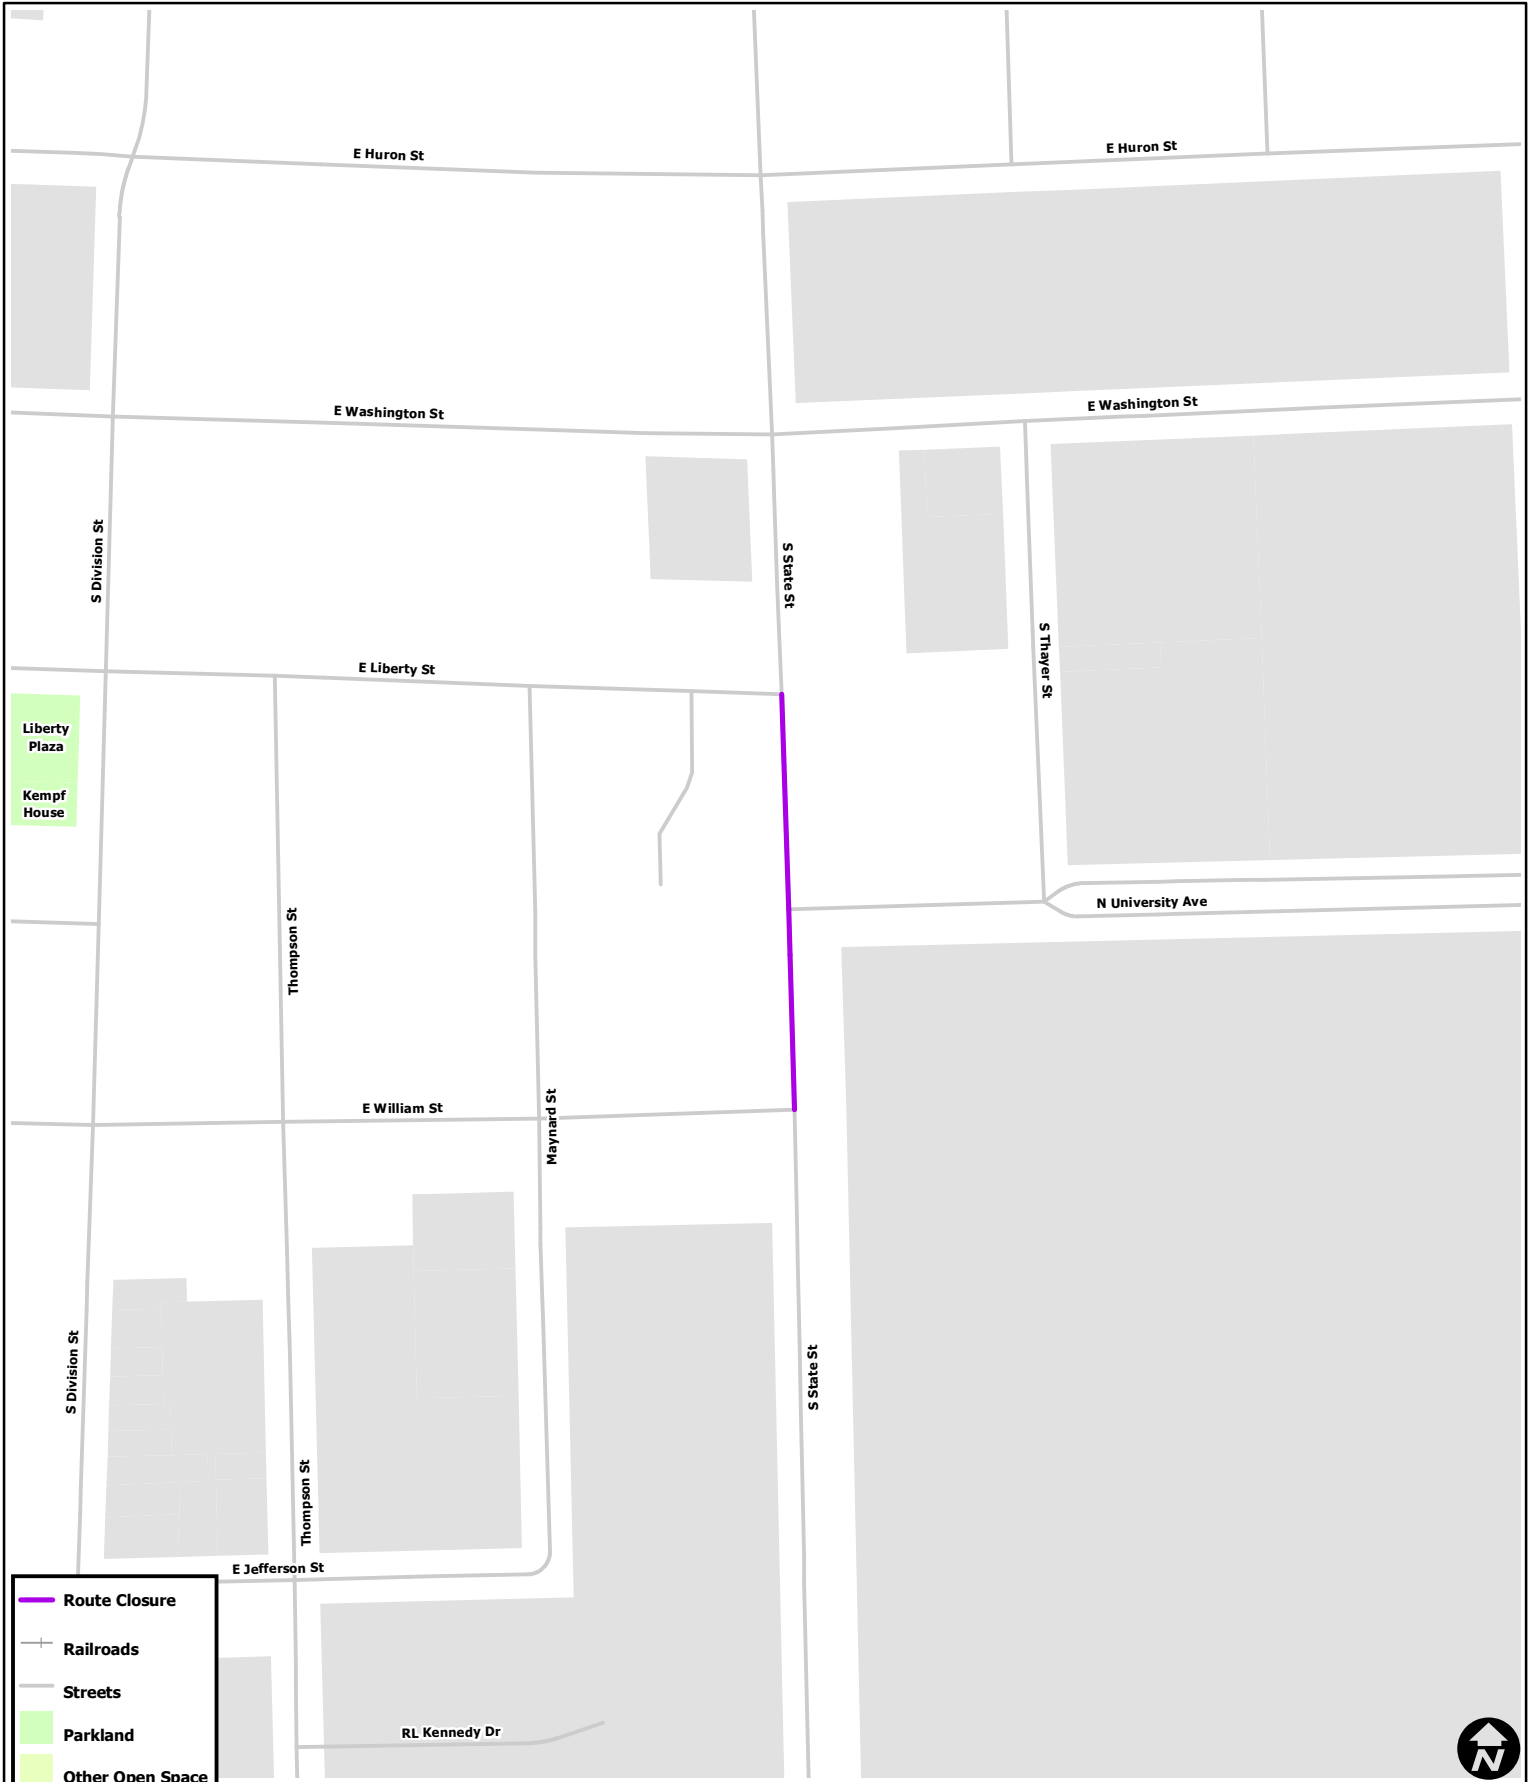 E Huron St
E Huron St
E Washington St
E Washington St
S Division St
S State St
S Thayer St
E Liberty St
Liberty
Plaza
Kempf
House
N University Ave
Thompson St
E William St
Maynard St
S Division St
S State St
Thompson St
E Jefferson St
RL Kennedy Dr
Route Closure
Railroads
Streets
Parkland
Other Open Space
N